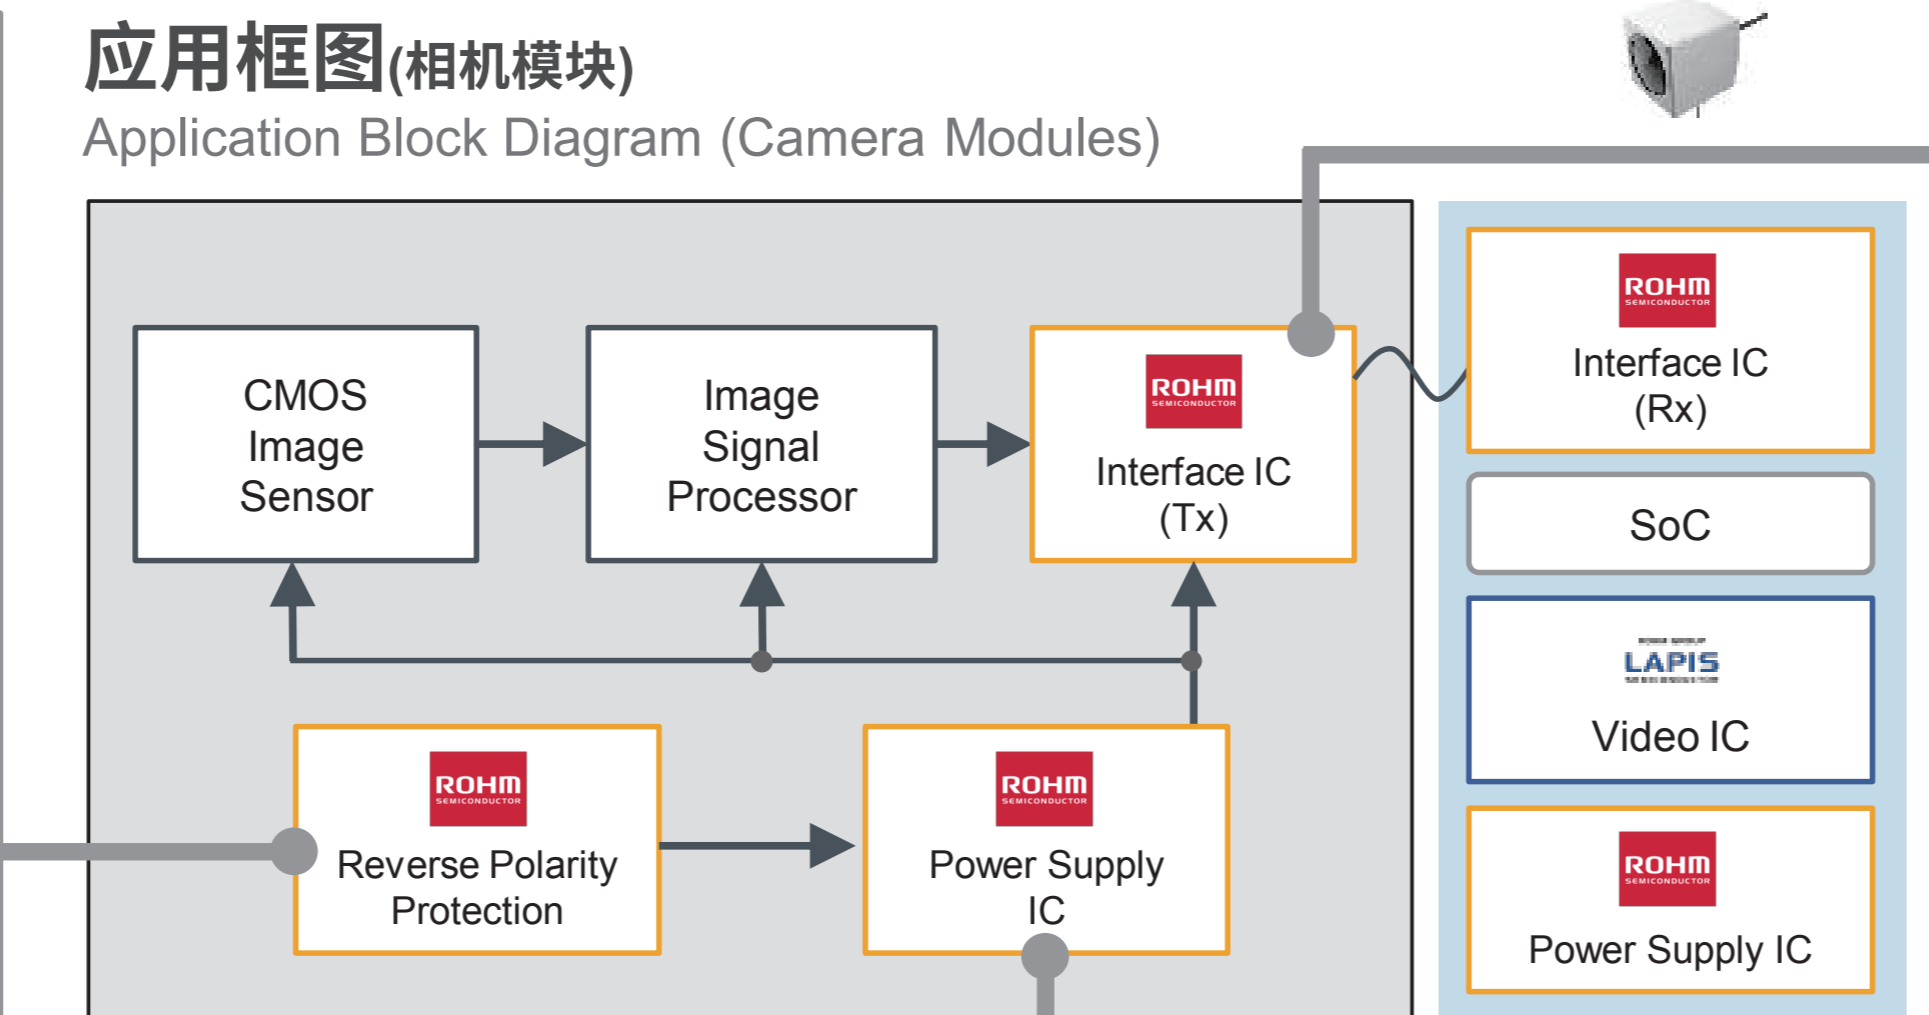 应用框图(相机模块)
Application Block Diagram (Camera Modules)
CMOS
Image
Sensor
Image
Signal
Processor
ROHM
SEMICONDUCTOR
Interface IC
(Tx)
ROHM
SEMICONDUCTOR
Reverse Polarity
Protection
ROHM
SEMICONDUCTOR
Power Supply
IC
ROHM
SEMICONDUCTOR
Interface IC
(Rx)
SoC
LAPIS
Video IC
ROHM
SEMICONDUCTOR
Power Supply IC